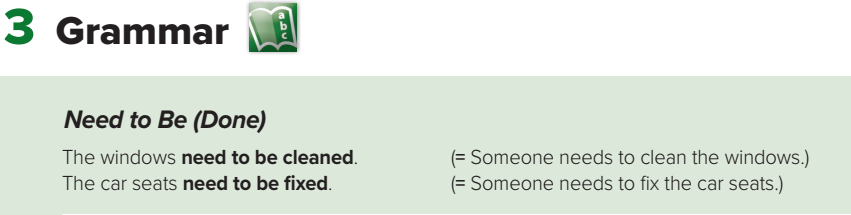 3 Grammar
a
b
c
Need to Be (Done)
The windows need to be cleaned. (= Someone needs to clean the windows.)
The car seats need to be fixed. (= Someone needs to fix the car seats.)